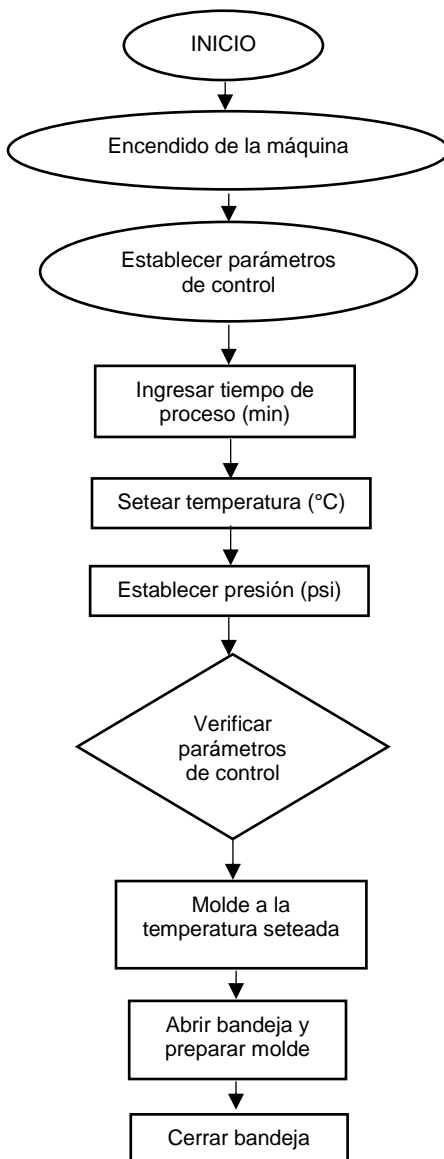 INICIO
Encendido de la máquina
Establecer parámetros
de control
Ingresar tiempo de
proceso (min)
Setear temperatura (°C)
Establecer presión (psi)
Verificar
parámetros
de control
Molde a la
temperatura seteada
Abrir bandeja y
preparar molde
Cerrar bandeja